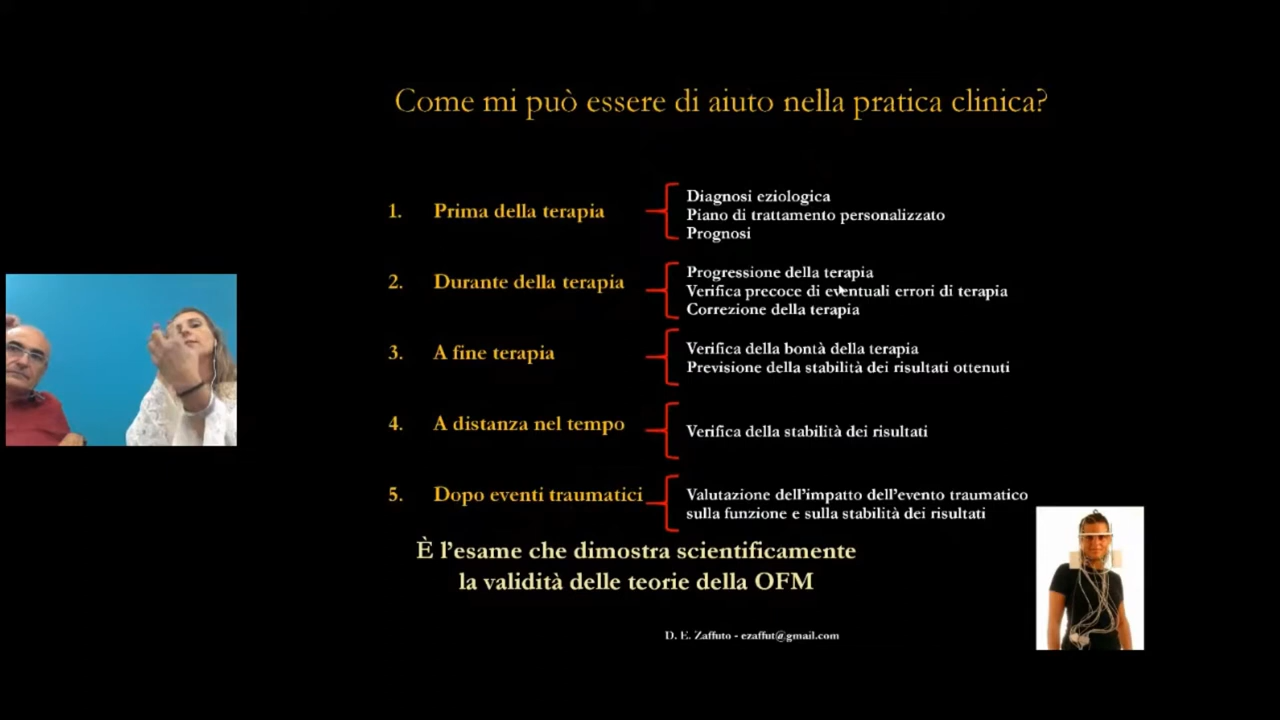 Come mi può essere di aiuto nella pratica clinica?
1. Prima della terapia
Diagnosi eziologica
Piano di trattamento personalizzato
Prognosi
2. Durante della terapia
Progressione della terapia
Verifica precoce di eventuali errori di terapia
Correzione della terapia
3. A fine terapia
Verifica della bontà della terapia
Previsione della stabilità dei risultati ottenuti
4. A distanza nel tempo
Verifica della stabilità dei risultati
5. Dopo eventi traumatici
Valutazione dell'impatto dell'evento traumatico
sulla funzione e sulla stabilità dei risultati
È l'esame che dimostra scientificamente
la validità delle teorie della OFM
D. E. Zaffuto - ezaffut@gmail.com